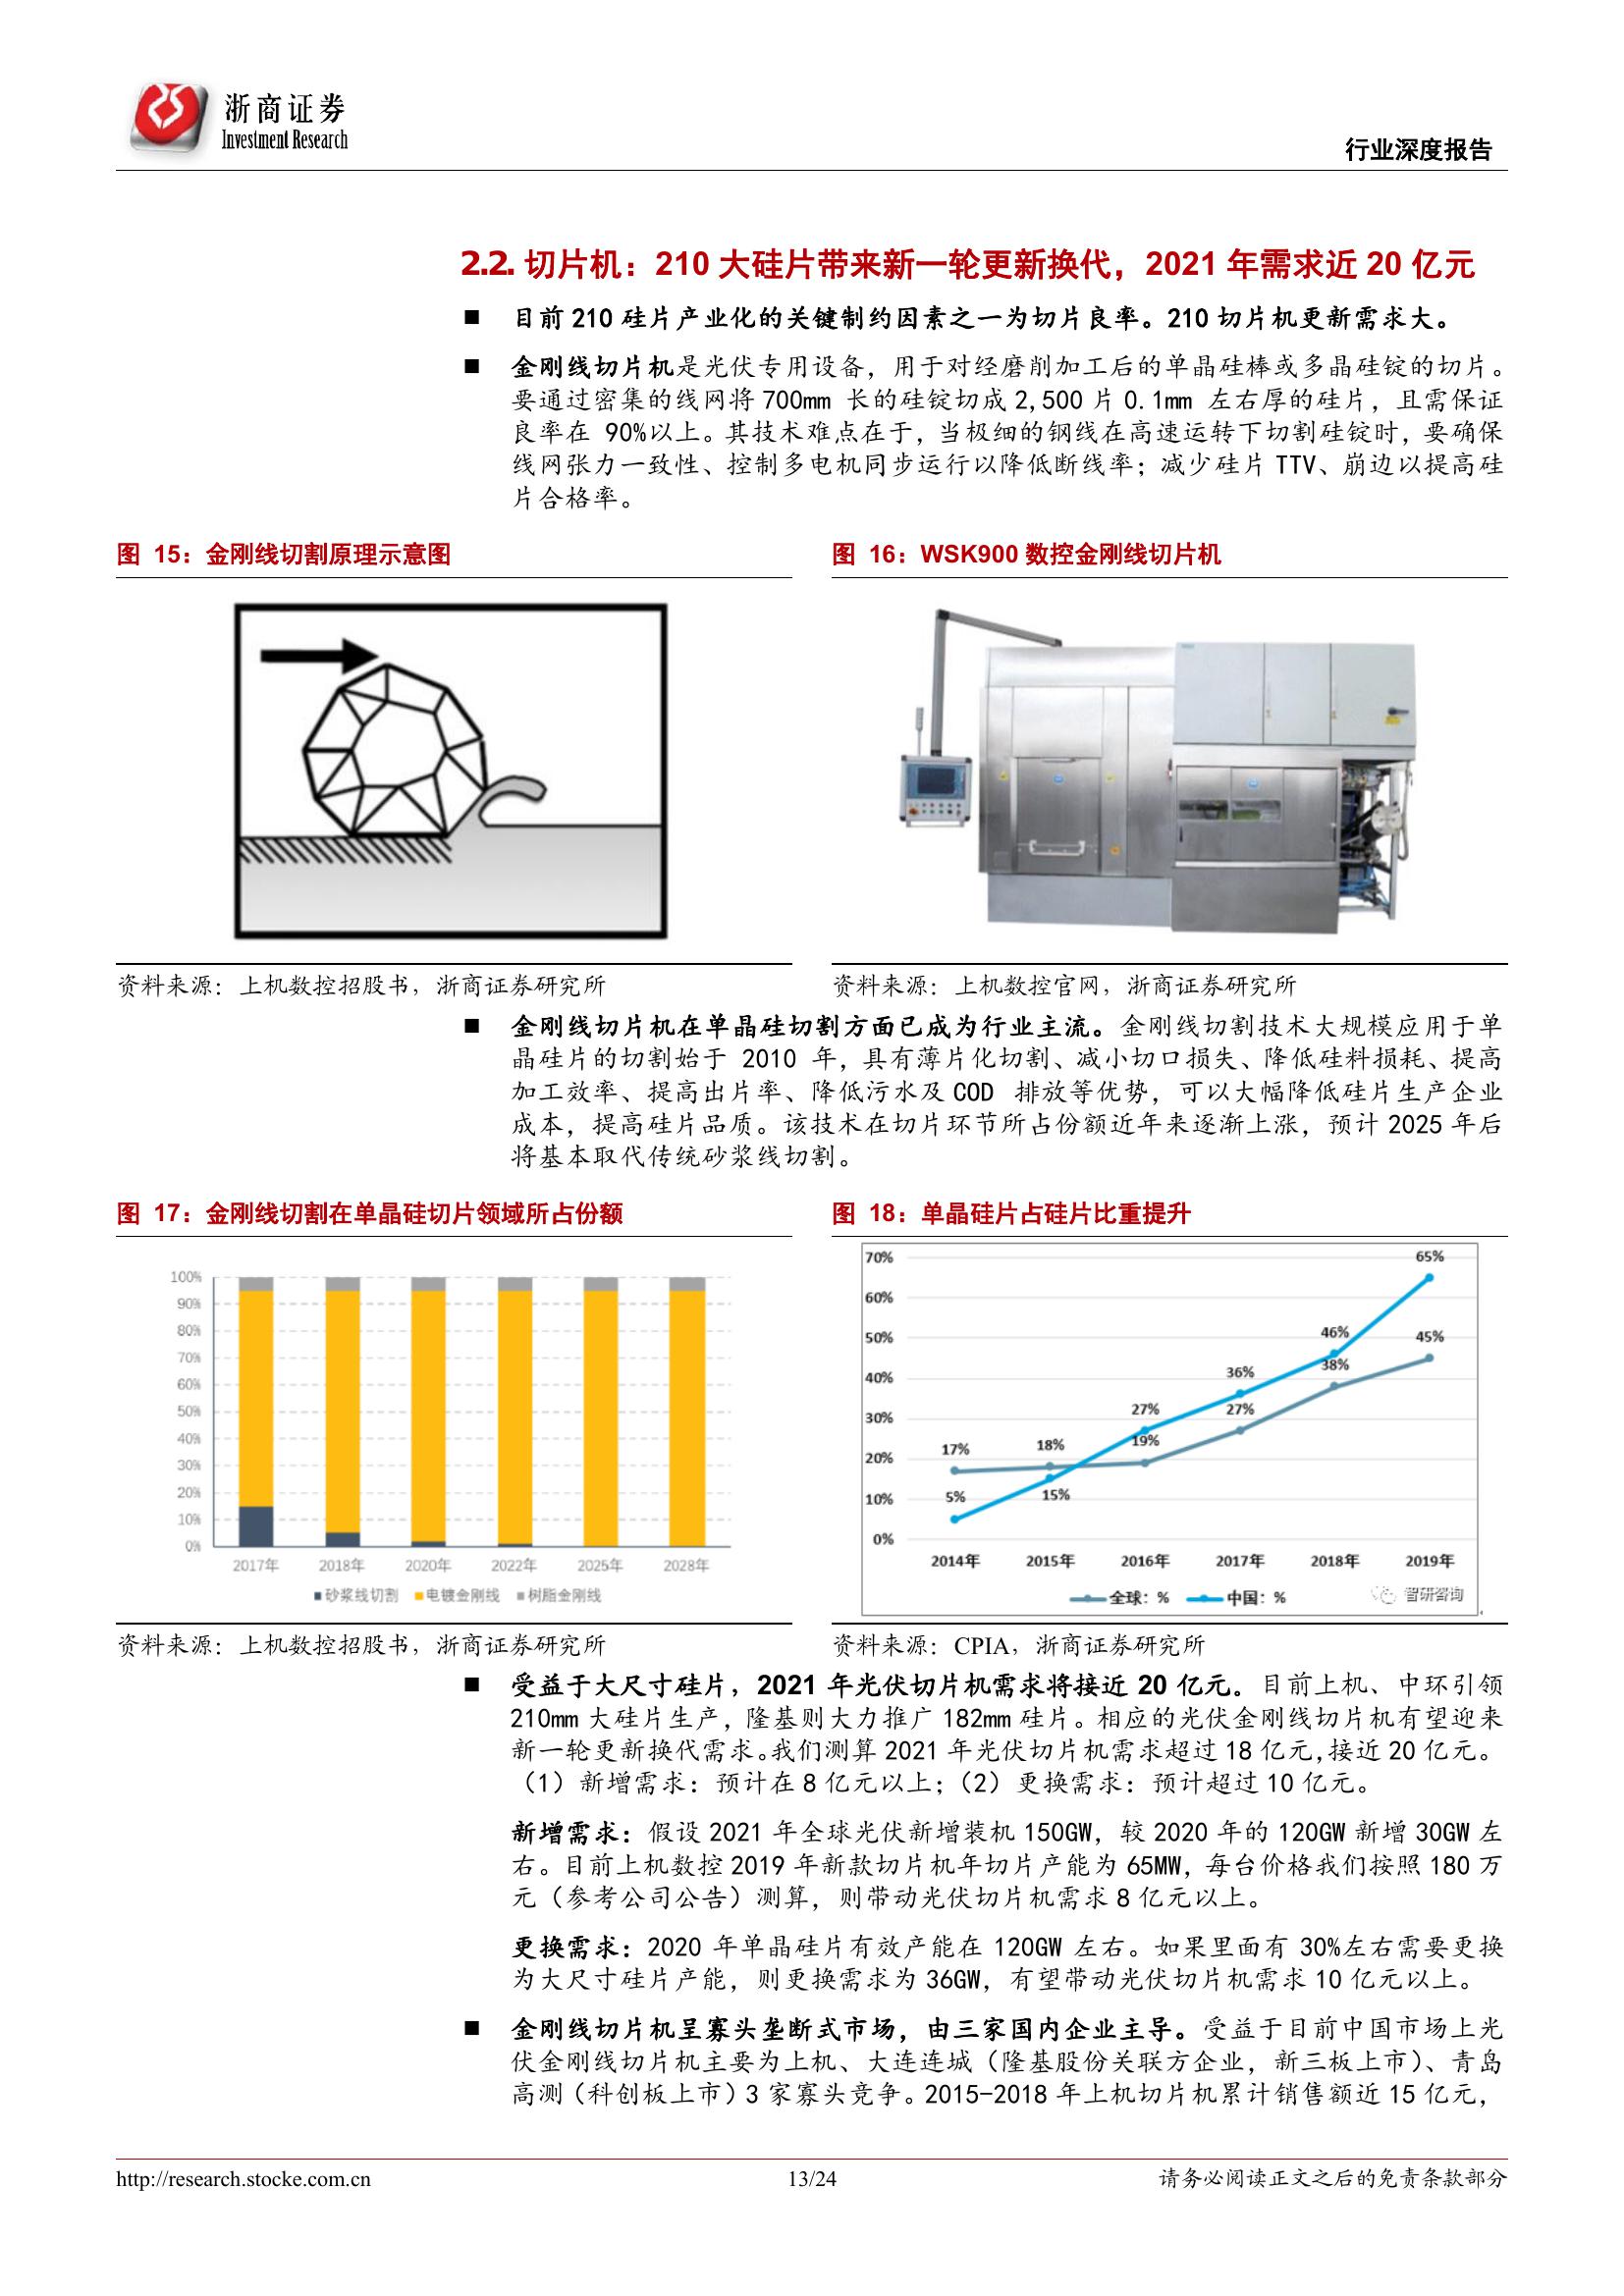 浙商证券
Investment Research
行业深度报告
2.2. 切片机：210 大硅片带来新一轮更新换代，2021 年需求近 20 亿元
■ 目前 210 硅片产业化的关键制约因素之一为切片良率。210 切片机更新需求大。
■ 金刚线切片机是光伏专用设备，用于对经磨削加工后的单晶硅棒或多晶硅锭的切片。
要通过密集的线网将 700mm 长的硅锭切成 2,500 片 0.1mm 左右厚的硅片，且需保证
良率在 90%以上。其技术难点在于，当极细的钢线在高速运转下切割硅锭时，要确保
线网张力一致性、控制多电机同步运行以降低断线率；减少硅片 TTV、崩边以提高硅
片合格率。
图 15：金刚线切割原理示意图
图 16：WSK900 数控金刚线切片机
资料来源：上机数控招股书，浙商证券研究所
资料来源：上机数控官网，浙商证券研究所
■ 金刚线切片机在单晶硅切割方面已成为行业主流。金刚线切割技术大规模应用于单
晶硅片的切割始于 2010 年，具有薄片化切割、减小切口损失、降低硅料损耗、提高
加工效率、提高出片率、降低污水及 COD 排放等优势，可以大幅降低硅片生产企业
成本，提高硅片品质。该技术在切片环节所占份额近年来逐渐上涨，预计 2025 年后
将基本取代传统砂浆线切割。
图 17：金刚线切割在单晶硅切片领域所占份额
图 18：单晶硅片占硅片比重提升
100%
90%
80%
70%
60%
50%
40%
30%
20%
10%
0%
2017年 2018年 2020年 2022年 2025年 2028年
■砂浆线切割 ■电镀金刚线 ■树脂金刚线
70%
60%
50%
40%
30%
20%
10%
0%
65%
46% 45%
36% 38%
27% 27%
17% 18% 19%
5% 15%
2014年 2015年 2016年 2017年 2018年 2019年
全球：% 中国：%
智研咨询
资料来源：上机数控招股书，浙商证券研究所
资料来源：CPIA，浙商证券研究所
■ 受益于大尺寸硅片，2021 年光伏切片机需求将接近 20 亿元。目前上机、中环引领
210mm 大硅片生产，隆基则大力推广 182mm 硅片。相应的光伏金刚线切片机有望迎来
新一轮更新换代需求。我们测算 2021 年光伏切片机需求超过 18 亿元，接近 20 亿元。
（1）新增需求：预计在 8 亿元以上；（2）更换需求：预计超过 10 亿元。
新增需求：假设 2021 年全球光伏新增装机 150GW，较 2020 年的 120GW 新增 30GW 左
右。目前上机数控 2019 年新款切片机年切片产能为 65MW，每台价格我们按照 180 万
元（参考公司公告）测算，则带动光伏切片机需求 8 亿元以上。
更换需求：2020 年单晶硅片有效产能在 120GW 左右。如果里面有 30%左右需要更换
为大尺寸硅片产能，则更换需求为 36GW，有望带动光伏切片机需求 10 亿元以上。
■ 金刚线切片机呈寡头垄断式市场，由三家国内企业主导。受益于目前中国市场上光
伏金刚线切片机主要为上机、大连连城（隆基股份关联方企业，新三板上市）、青岛
高测（科创板上市）3 家寡头竞争。2015-2018 年上机切片机累计销售额近 15 亿元，
http://research.stocke.com.cn
13/24
请务必阅读正文之后的免责条款部分